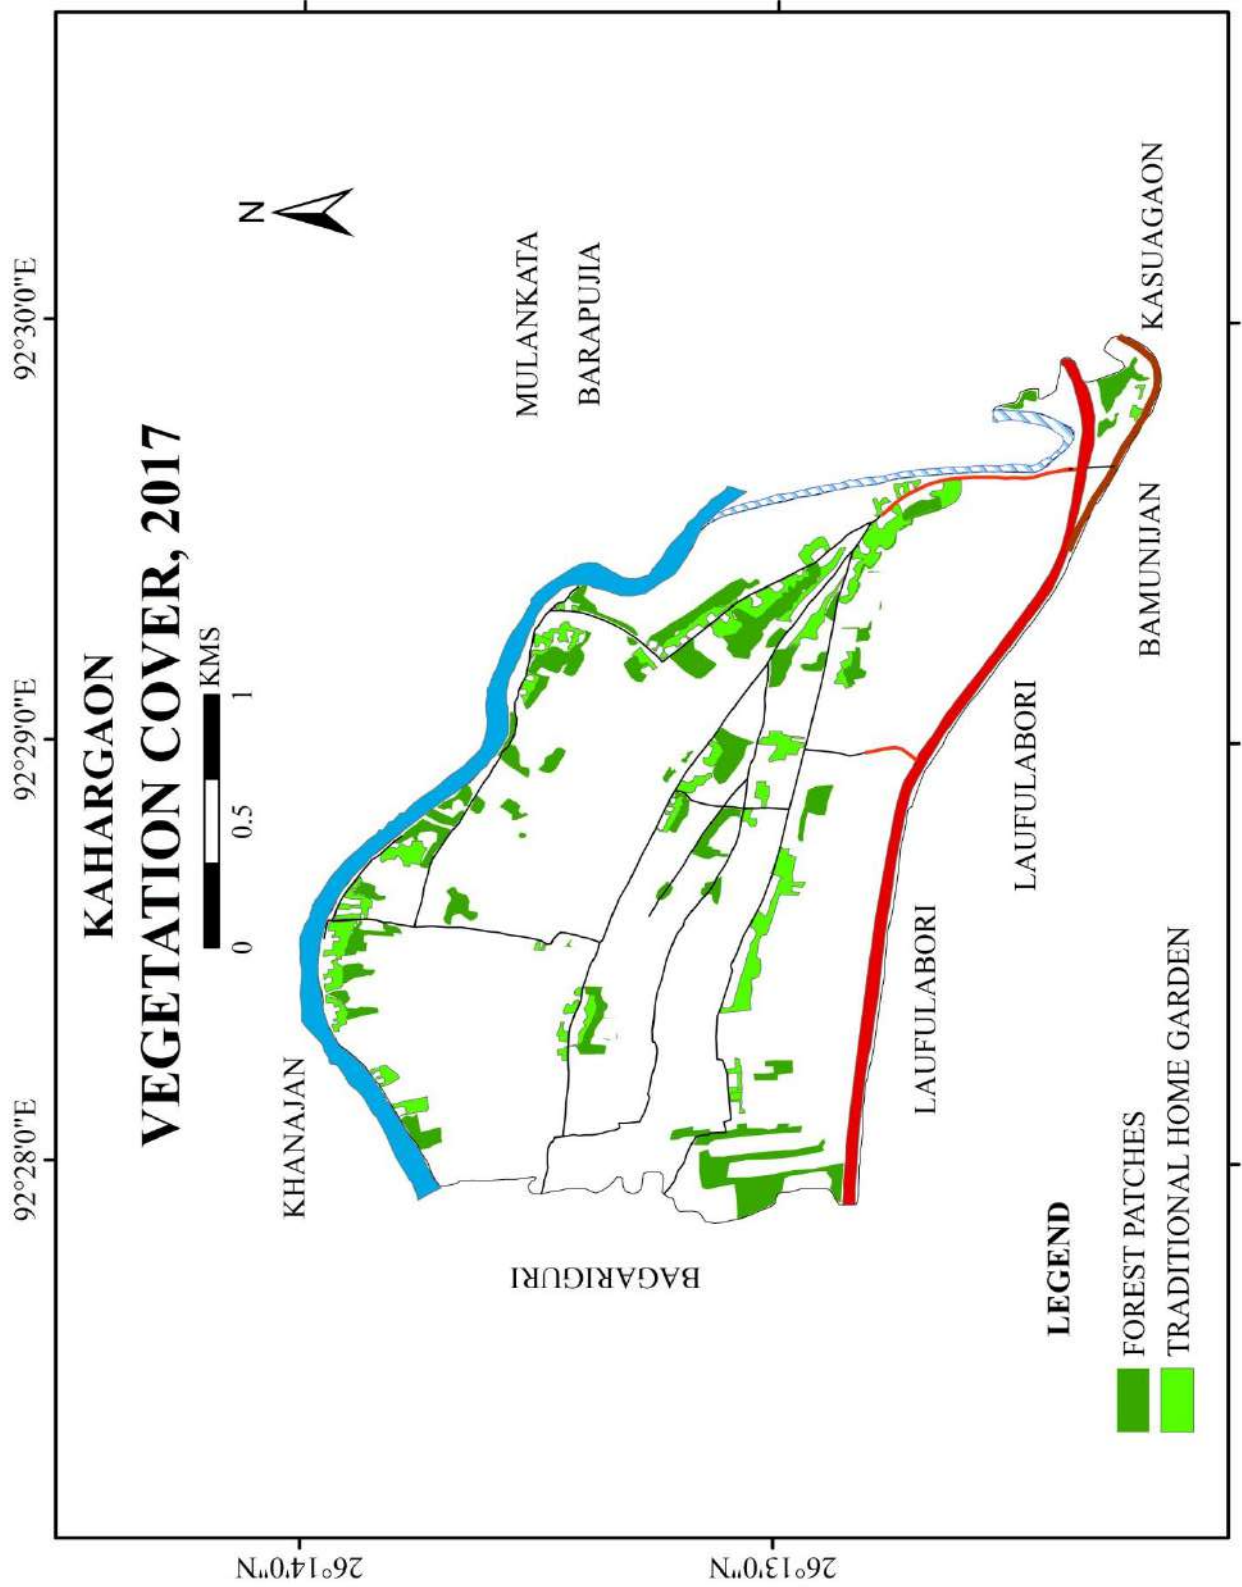 KAHARGAON
VEGETATION COVER, 2017
0 0.5 1 KMS
N
92°28'0"E 92°29'0"E 92°30'0"E
26°14'0"N
26°13'0"N
KHANAJAN
MULANKATA
BARAPUJIA
BAGARIGURI
LAUFULABORI
LAUFULABORI
BAMUNIJAN
KASUAGAON
LEGEND
FOREST PATCHES
TRADITIONAL HOME GARDEN